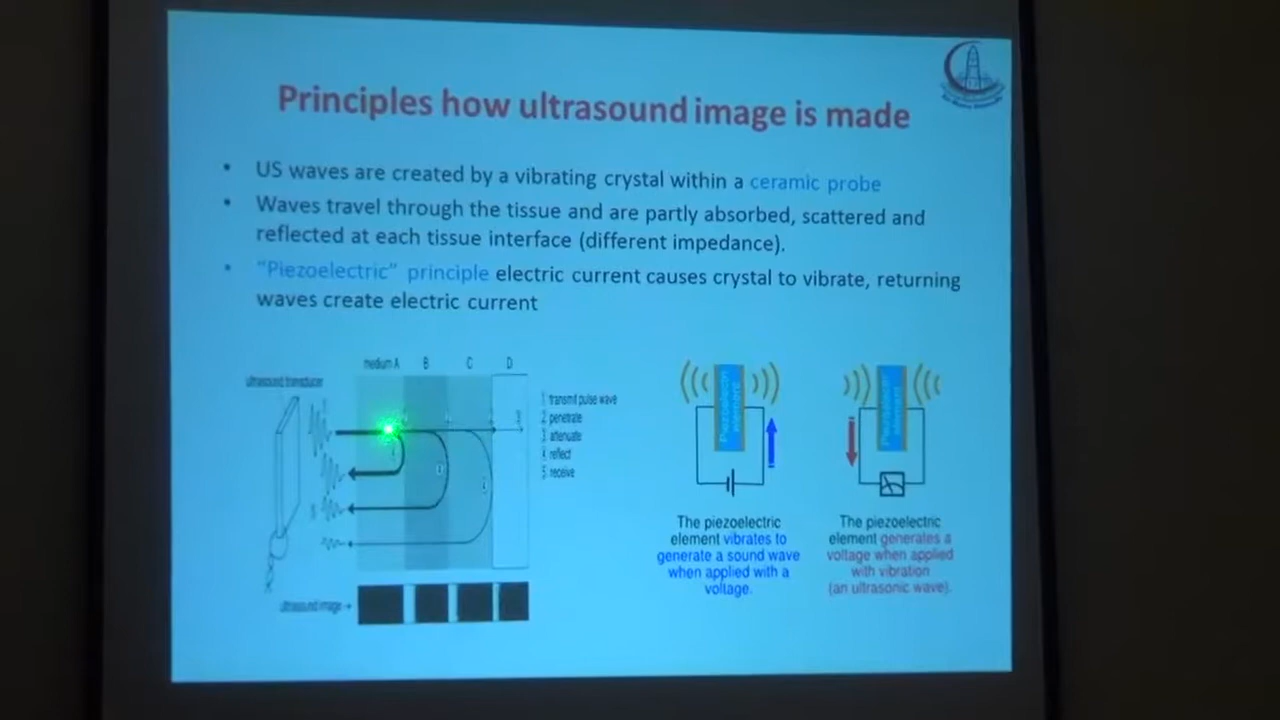 Principles how ultrasound image is made
• US waves are created by a vibrating crystal within a ceramic probe
• Waves travel through the tissue and are partly absorbed, scattered and
reflected at each tissue interface (different impedance).
• "Piezoelectric" principle electric current causes crystal to vibrate, returning
waves create electric current
medium A B C D
ultrasound transducer
1 transmit pulse wave
2 penetrate
3 attenuate
4 reflect
5 receive
ultrasound image
The piezoelectric
element vibrates to
generate a sound wave
when applied with a
voltage.
The piezoelectric
element generates a
voltage when applied
with vibration
(an ultrasonic wave).